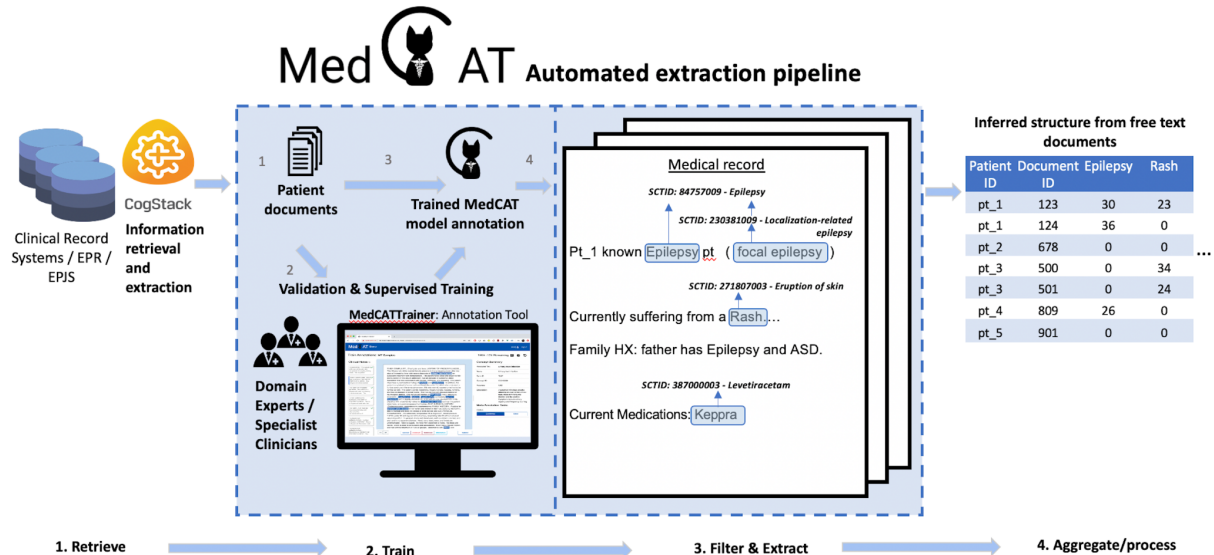 Med AT Automated extraction pipeline
CogStack
Clinical Record
Systems / EPR /
EPJS
Information
retrieval
and
extraction
1
3
4
Patient
documents
Trained MedCAT
model annotation
2
Validation & Supervised Training
MedCATTrainer: Annotation Tool
Domain
Experts /
Specialist
Clinicians
Medical record
SCTID: 84757009 - Epilepsy
SCTID: 230381009 - Localization-related
epilepsy
Pt_1 known Epilepsy pt ( focal epilepsy )
SCTID: 271807003 - Eruption of skin
Currently suffering from a Rash....
Family HX: father has Epilepsy and ASD.
SCTID: 387000003 - Levetiracetam
Current Medications: Keppra
Inferred structure from free text
documents
Patient ID Document ID Epilepsy Rash
pt_1 123 30 23
pt_1 124 36 0
pt_2 678 0 0
pt_3 500 0 34
pt_3 501 0 24
pt_4 809 26 0
pt_5 901 0 0
...
1. Retrieve
2. Train
3. Filter & Extract
4. Aggregate/process